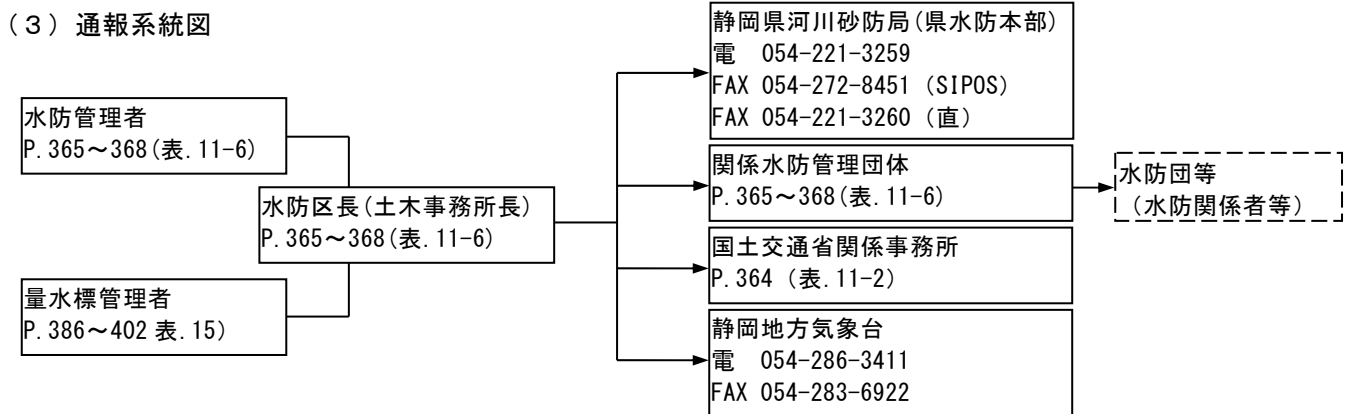 （３）通報系統図
水防管理者
P.365～368(表.11-6)
量水標管理者
P.386～402 表.15)
水防区長(土木事務所長)
P.365～368(表.11-6)
静岡県河川砂防局(県水防本部)
電　054-221-3259
FAX 054-272-8451（SIPOS）
FAX 054-221-3260（直）
関係水防管理団体
P.365～368(表.11-6)
国土交通省関係事務所
P.364（表.11-2）
静岡地方気象台
電　054-286-3411
FAX 054-283-6922
水防団等
（水防関係者等）